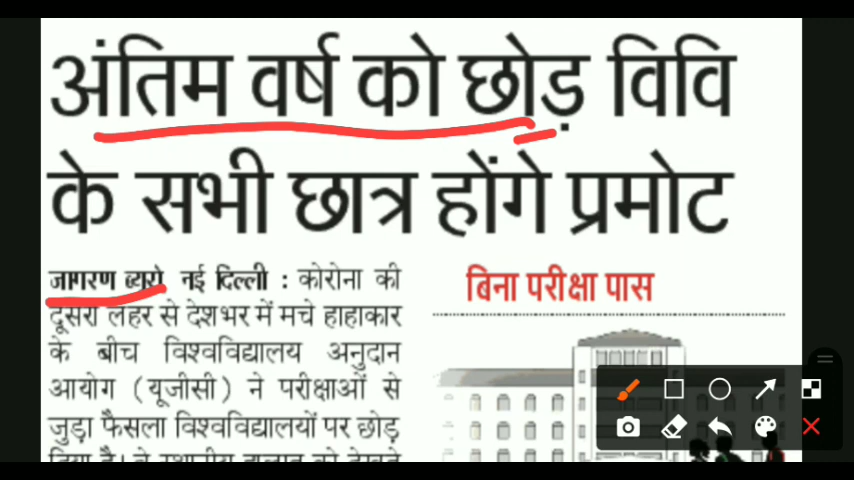 अंतिम वर्ष को छोड़ विवि
के सभी छात्र होंगे प्रमोट
जागरण ब्यूरो नई दिल्ली : कोरोना की
दूसरी लहर से देशभर में मचे हाहाकार
के बीच विश्वविद्यालय अनुदान
आयोग (यूजीसी) ने परीक्षाओं से
जुड़ा फैसला विश्वविद्यालयों पर छोड़
बिना परीक्षा पास